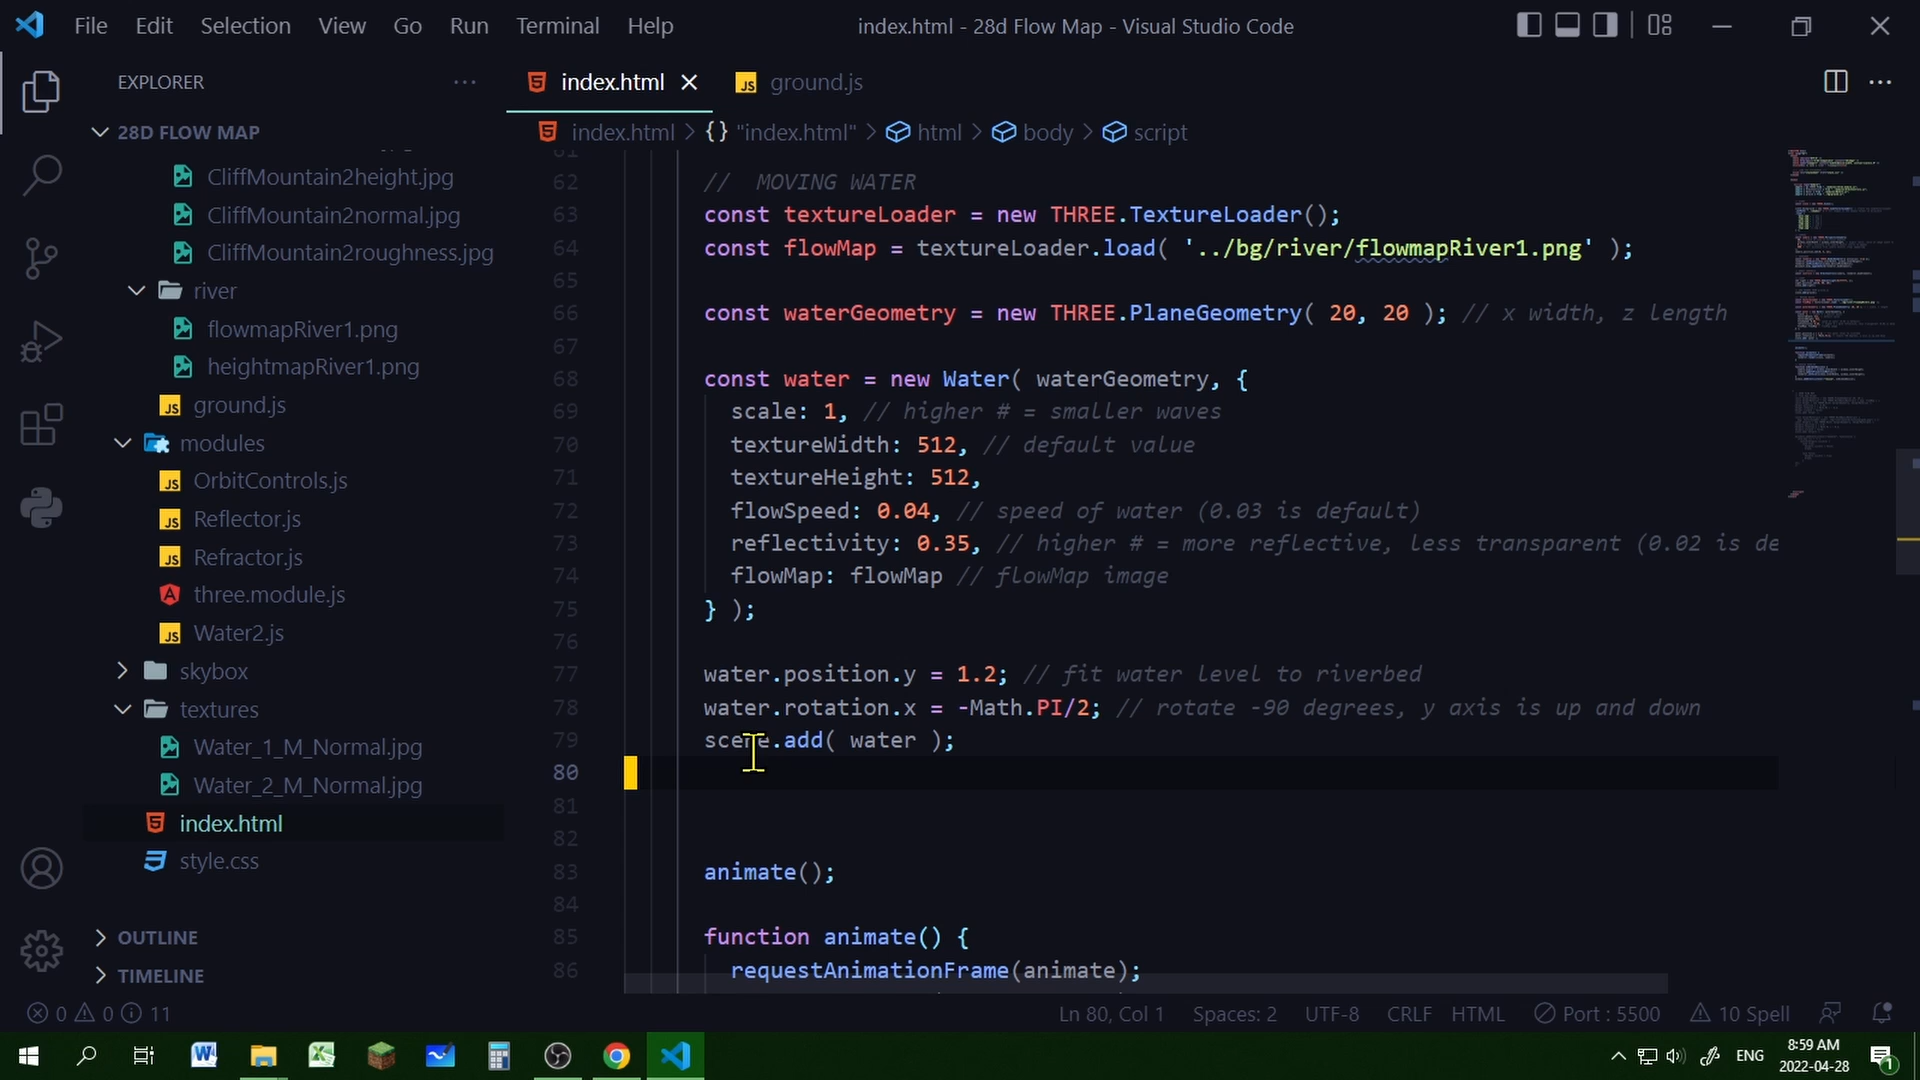 File Edit Selection View Go Run Terminal Help
index.html - 28d Flow Map - Visual Studio Code
EXPLORER
28D FLOW MAP
CliffMountain2height.jpg
CliffMountain2normal.jpg
CliffMountain2roughness.jpg
river
flowmapRiver1.png
heightmapRiver1.png
JS ground.js
modules
JS OrbitControls.js
JS Reflector.js
JS Refractor.js
three.module.js
JS Water2.js
skybox
textures
Water_1_M_Normal.jpg
Water_2_M_Normal.jpg
index.html
style.css
OUTLINE
TIMELINE
index.html
JS ground.js
index.html > {} "index.html" > html > body > script
61
62 // MOVING WATER
63 const textureLoader = new THREE.TextureLoader();
64 const flowMap = textureLoader.load( '../bg/river/flowmapRiver1.png' );
65
66 const waterGeometry = new THREE.PlaneGeometry( 20, 20 ); // x width, z length
67
68 const water = new Water( waterGeometry, {
69 scale: 1, // higher # = smaller waves
70 textureWidth: 512, // default value
71 textureHeight: 512,
72 flowSpeed: 0.04, // speed of water (0.03 is default)
73 reflectivity: 0.35, // higher # = more reflective, less transparent (0.02 is de
74 flowMap: flowMap // flowMap image
75 } );
76
77 water.position.y = 1.2; // fit water level to riverbed
78 water.rotation.x = -Math.PI/2; // rotate -90 degrees, y axis is up and down
79 scene.add( water );
80
81
82
83 animate();
84
85 function animate() {
86 requestAnimationFrame(animate);
0 0 11
Ln 80, Col 1 Spaces: 2 UTF-8 CRLF HTML Port : 5500 10 Spell
ENG
8:59 AM
2022-04-28
1